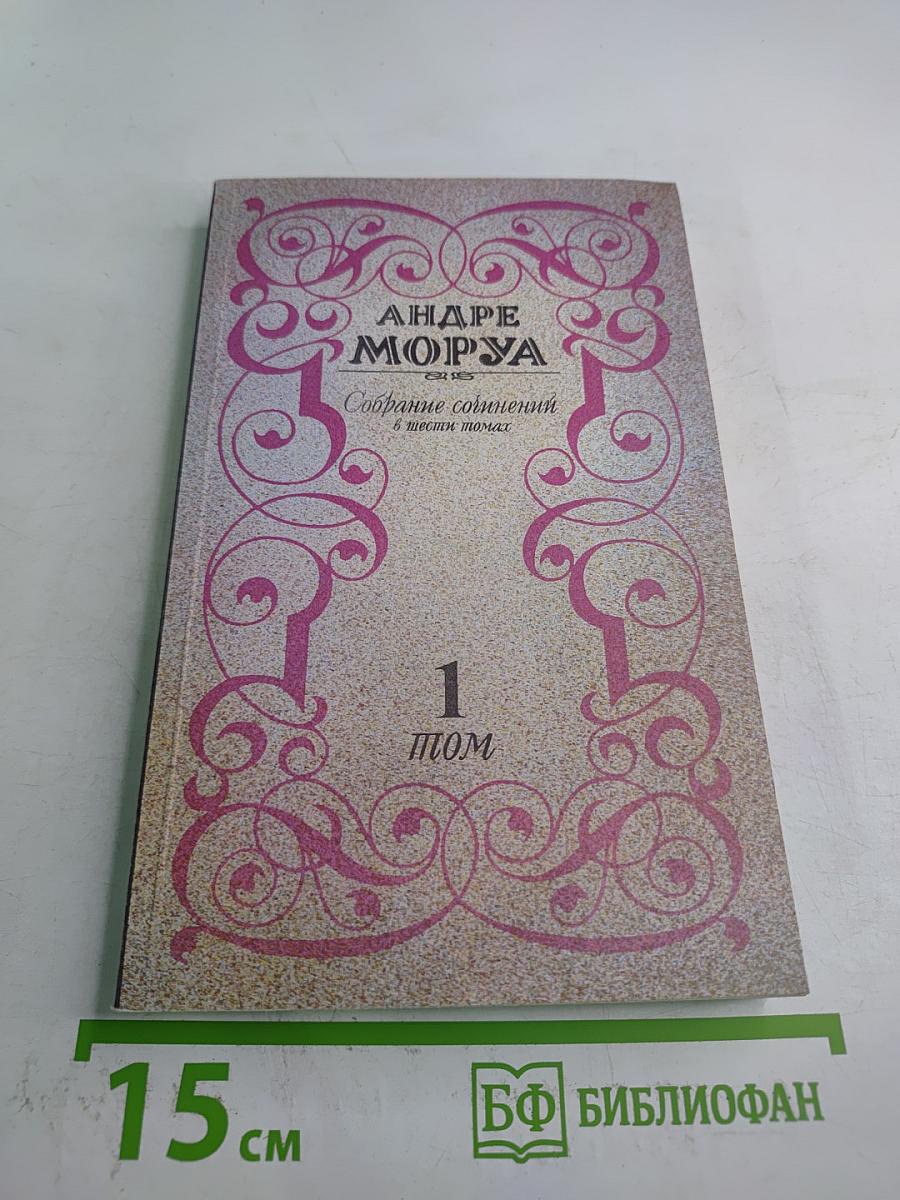 АНДРЕ
МОРУА
Собрание сочинений
в шести томах
1
том
15 см
БФ БИБЛИОФАН